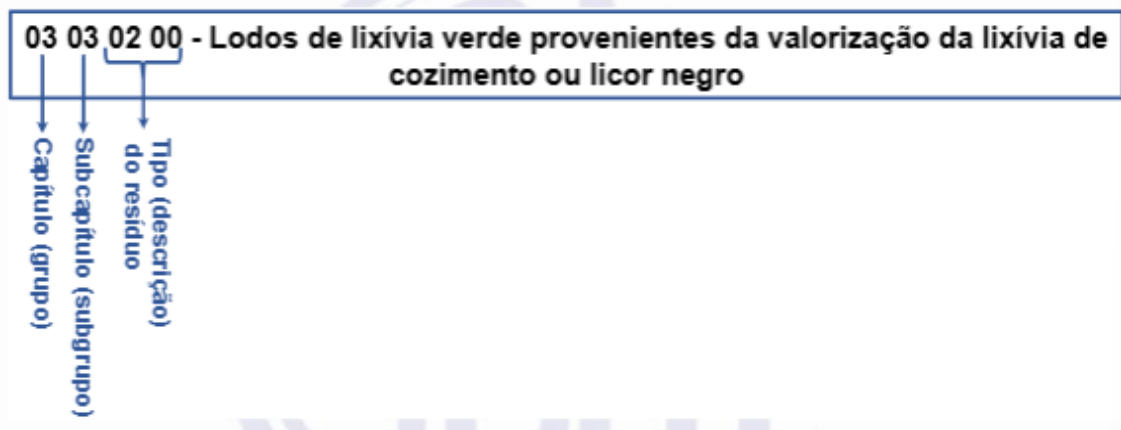 03 03 02 00 - Lodos de lixívia verde provenientes da valorização da lixívia de
cozimento ou licor negro
Capítulo (grupo)
Subcapítulo (subgrupo)
Tipo (descrição)
do resíduo